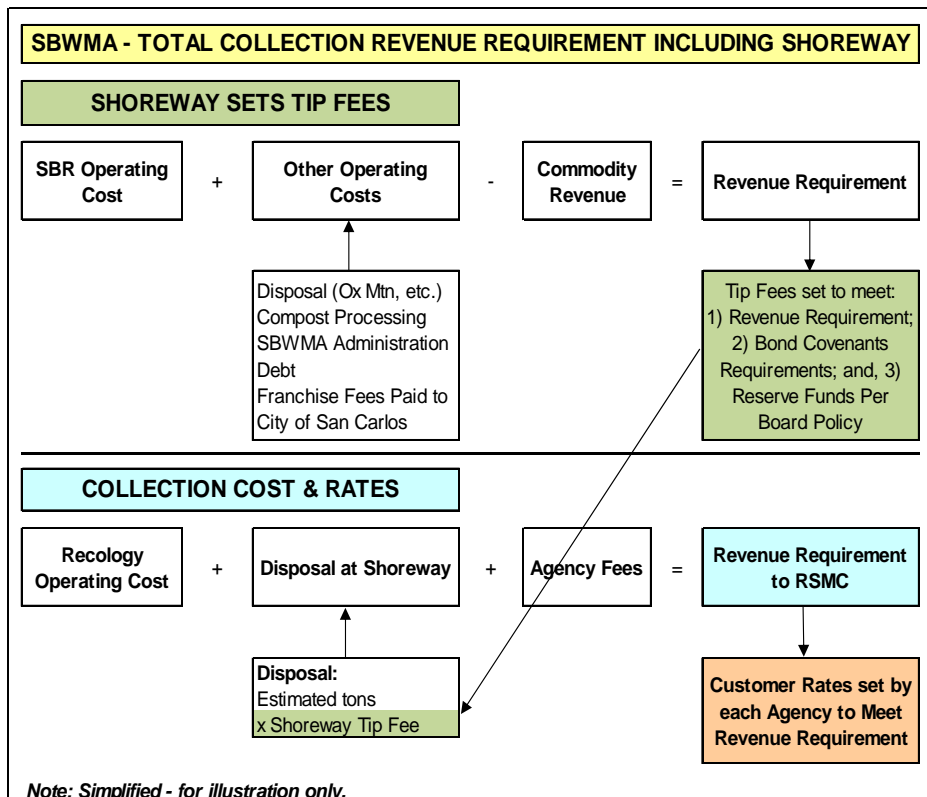 SBWMA - TOTAL COLLECTION REVENUE REQUIREMENT INCLUDING SHOREWAY
SHOREWAY SETS TIP FEES
SBR Operating
Cost
+
Other Operating
Costs
-
Commodity
Revenue
=
Revenue Requirement
Disposal (Ox Mtn, etc.)
Compost Processing
SBWMA Administration
Debt
Franchise Fees Paid to
City of San Carlos
Tip Fees set to meet:
1) Revenue Requirement;
2) Bond Covenants
Requirements; and, 3)
Reserve Funds Per
Board Policy
COLLECTION COST & RATES
Recology
Operating Cost
+
Disposal at Shoreway
+
Agency Fees
=
Revenue Requirement
to RSMC
Disposal:
Estimated tons
x Shoreway Tip Fee
Customer Rates set by
each Agency to Meet
Revenue Requirement
Note: Simplified - for illustration only.